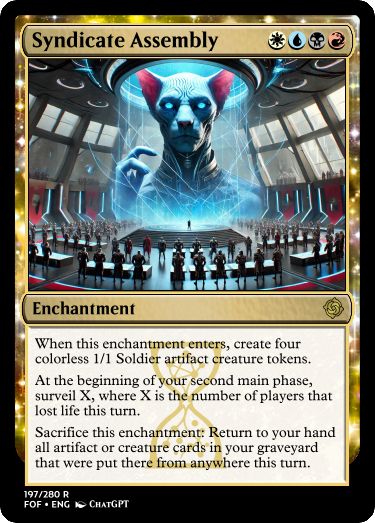 Syndicate Assembly
Enchantment
When this enchantment enters, create four
colorless 1/1 Soldier artifact creature tokens.
At the beginning of your second main phase,
surveil X, where X is the number of players that
lost life this turn.
Sacrifice this enchantment: Return to your hand
all artifact or creature cards in your graveyard
that were put there from anywhere this turn.
197/280 R
FOF • ENG ChatGPT